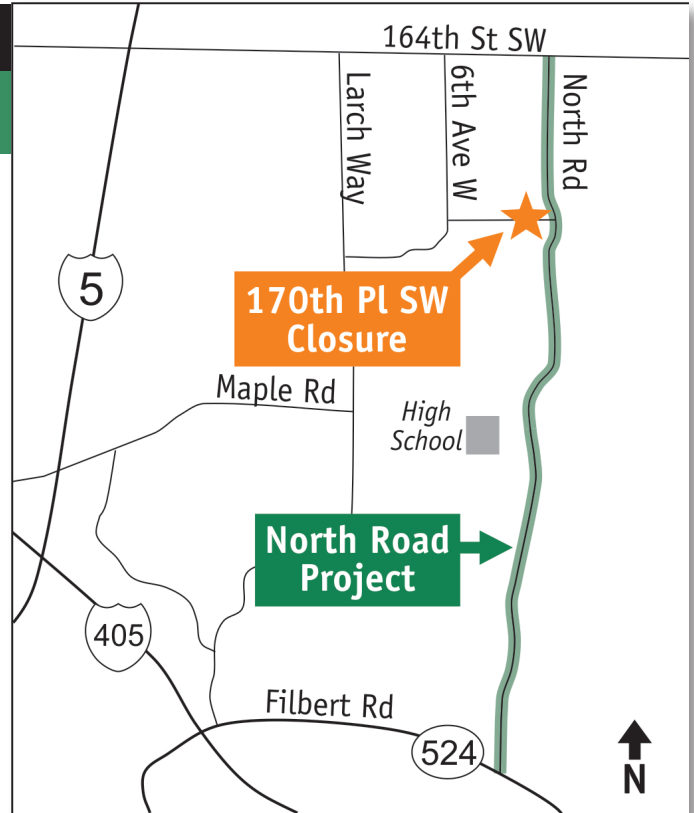 164th St SW
Larch Way
6th Ave W
North Rd
5
170th Pl SW
Closure
Maple Rd
High
School
North Road
Project
405
Filbert Rd
524
N